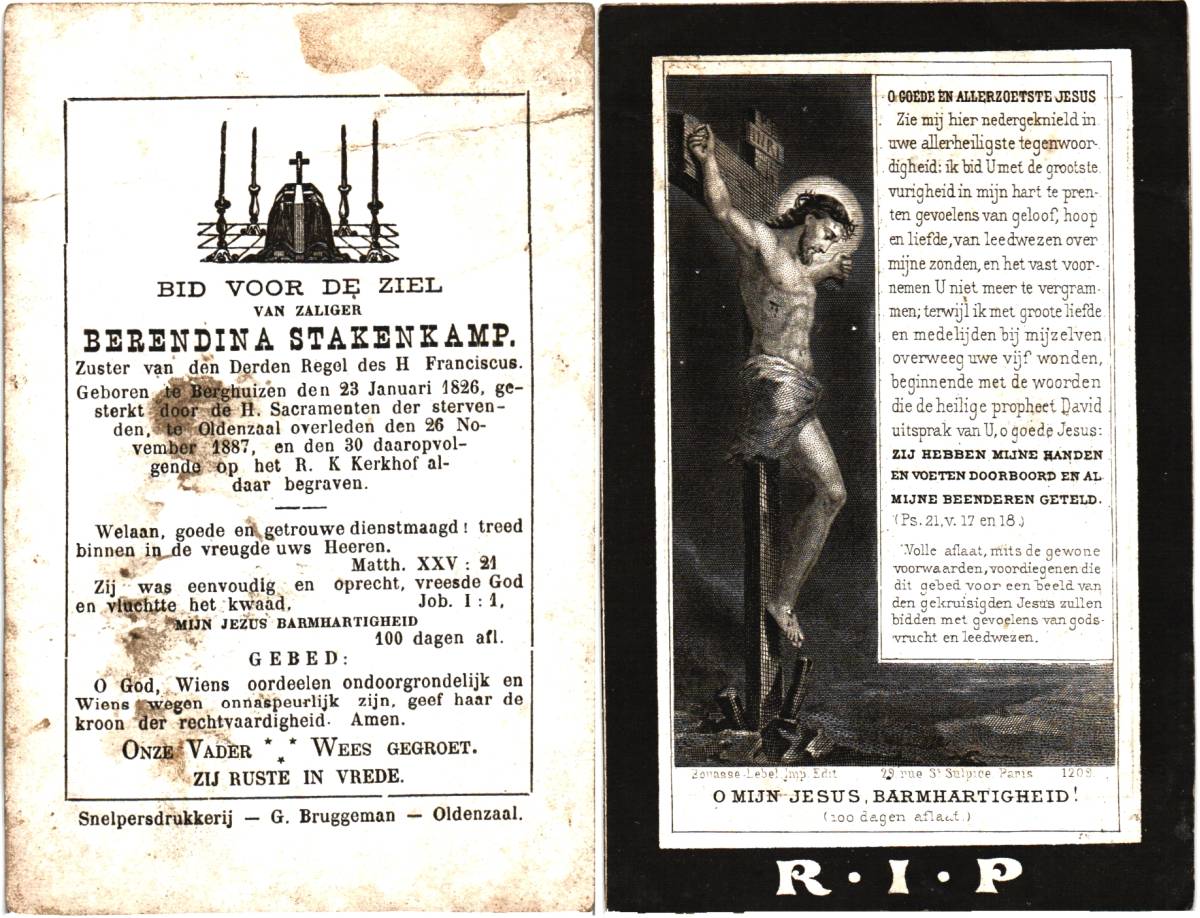 BID VOOR DE ZIEL
VAN ZALIGER
BERENDINA STAKENKAMP.
Zuster van den Derden Regel des H Franciscus.
Geboren te Berghuizen den 23 Januari 1826, ge-
sterkt door de H. Sacramenten der sterven-
den, te Oldenzaal overleden den 26 No-
vember 1887, en den 30 daaropvol-
gende op het R. K Kerkhof al-
daar begraven.
Welaan, goede en getrouwe dienstmaagd! treed
binnen in de vreugde uws Heeren.
Matth. XXV : 21
Zij was eenvoudig en oprecht, vreesde God
en vluchtte het kwaad. Job. I : 1,
MIJN JEZUS BARMHARTIGHEID
100 dagen afl.
GEBED:
O God, Wiens oordeelen ondoorgrondelijk en
Wiens wegen onnaspeurlijk zijn, geef haar de
kroon der rechtvaardigheid. Amen.
ONZE VADER * * * WEES GEGROET.
ZIJ RUSTE IN VREDE.
Snelpersdrukkerij — G. Bruggeman — Oldenzaal.
O GOEDE EN ALLERZOETSTE JESUS
Zie mij hier nedergeknield in
uwe allerheiligste tegenwoor-
digheid: ik bid U met de grootste
vurigheid in mijn hart te pren-
ten gevoelens van geloof, hoop
en liefde, van leedwezen over
mijne zonden, en het vast voor-
nemen U niet meer te vergram-
men; terwijl ik met groote liefde
en medelijden bij mijzelven
overweeg uwe vijf wonden,
beginnende met de woorden
die de heilige propheet David
uitsprak van U, o goede Jesus:
ZIJ HEBBEN MIJNE HANDEN
EN VOETEN DOORBOORD EN AL
MIJNE BEENDEREN GETELD.
(Ps. 21, v. 17 en 18.)
Volle aflaat, mits de gewone
voorwaarden, voor diegenen die
dit gebed voor een beeld van
den gekruisigden Jesus zullen
bidden met gevoelens van gods-
vrucht en leedwezen.
Bouasse-Lebel Imp. Edit 29 rue St Sulpice Paris 1209
O MIJN JESUS, BARMHARTIGHEID!
(100 dagen aflaat.)
R · I · P